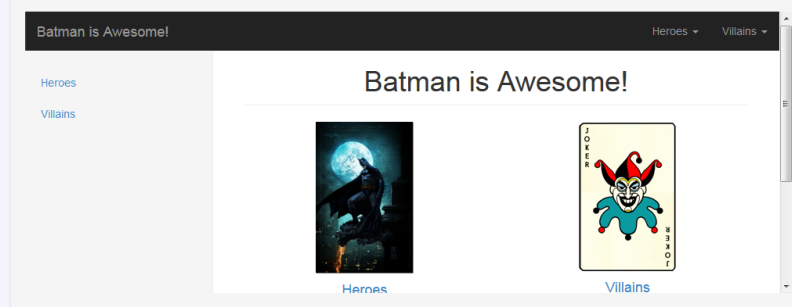 Batman is Awesome!
Heroes
Villains
Heroes
Villains
Batman is Awesome!
JOKER
JOKER
Heroes
Villains